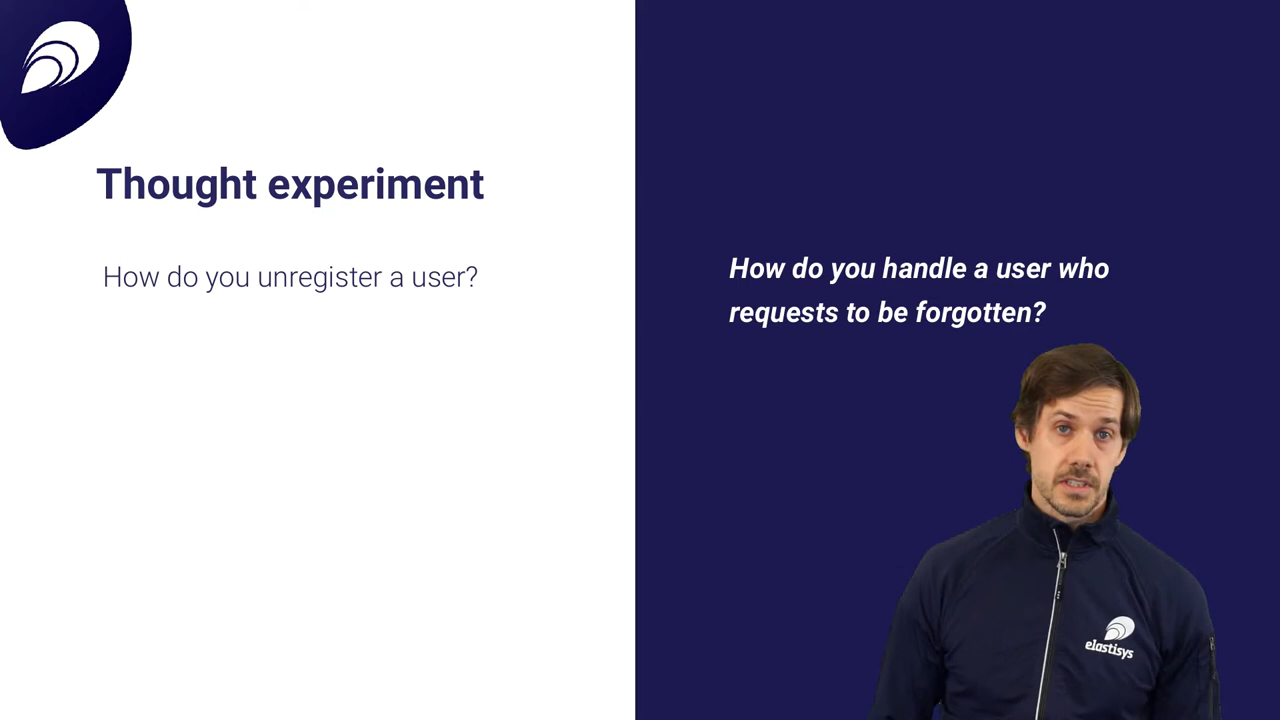 Thought experiment
How do you unregister a user?
How do you handle a user who
requests to be forgotten?
elastisys